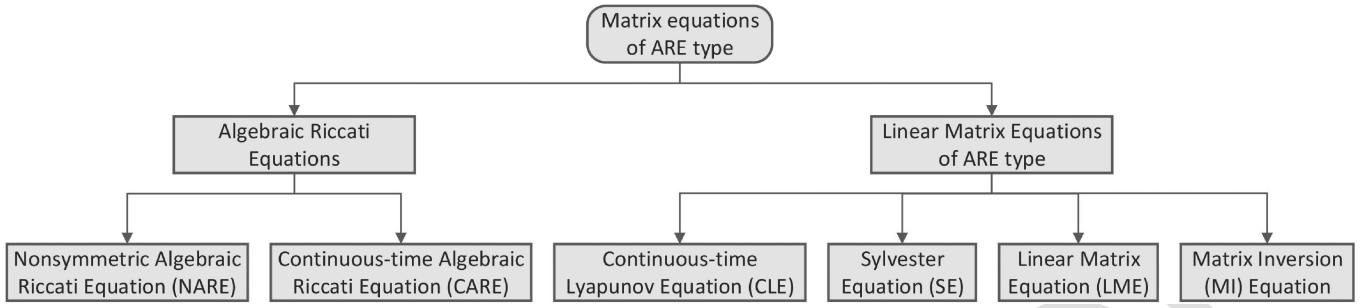 Matrix equations
of ARE type
Algebraic Riccati
Equations
Linear Matrix Equations
of ARE type
Nonsymmetric Algebraic
Riccati Equation (NARE)
Continuous-time Algebraic
Riccati Equation (CARE)
Continuous-time
Lyapunov Equation (CLE)
Sylvester
Equation (SE)
Linear Matrix
Equation (LME)
Matrix Inversion
(MI) Equation